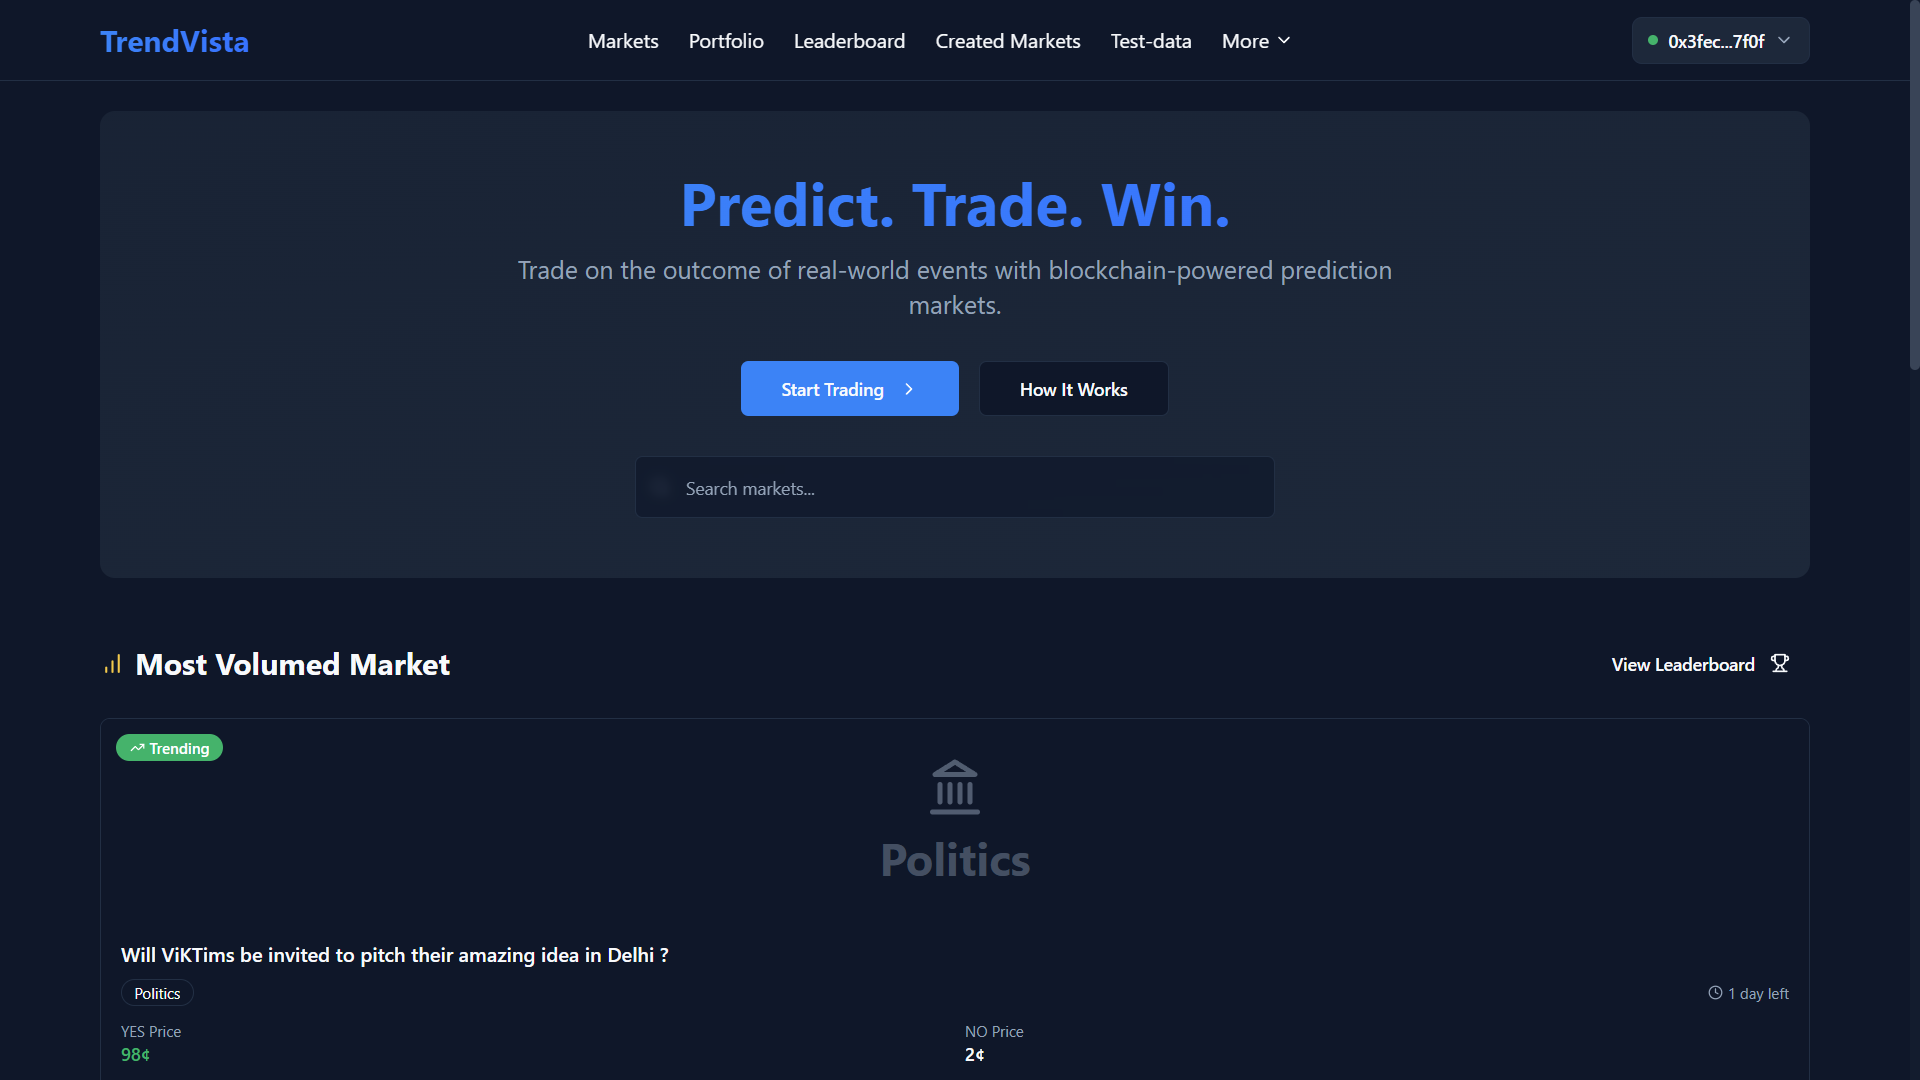 TrendVista
Markets
Portfolio
Leaderboard
Created Markets
Test-data
More
0x3fec...7f0f
Predict. Trade. Win.
Trade on the outcome of real-world events with blockchain-powered prediction
markets.
Start Trading
How It Works
Search markets...
Most Volumed Market
View Leaderboard
Trending
Politics
Will ViKTims be invited to pitch their amazing idea in Delhi ?
Politics
1 day left
YES Price
NO Price
98¢
2¢